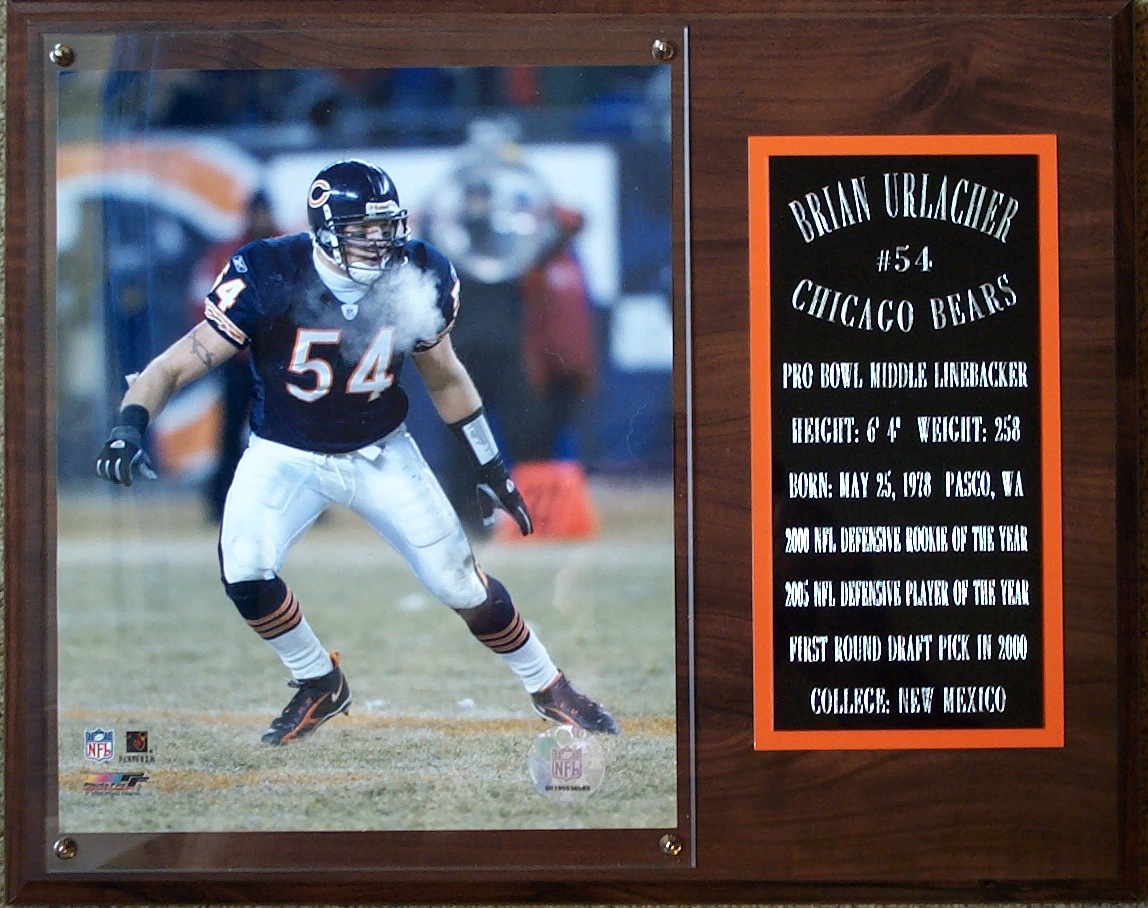 BRIAN URLACHER
#54
CHICAGO BEARS
PRO BOWL MIDDLE LINEBACKER
HEIGHT: 6' 4" WEIGHT: 258
BORN: MAY 25, 1978 PASCO, WA
2000 NFL DEFENSIVE ROOKIE OF THE YEAR
2005 NFL DEFENSIVE PLAYER OF THE YEAR
FIRST ROUND DRAFT PICK IN 2000
COLLEGE: NEW MEXICO
C
54
54
NFL
PLAYERS INC
NFL